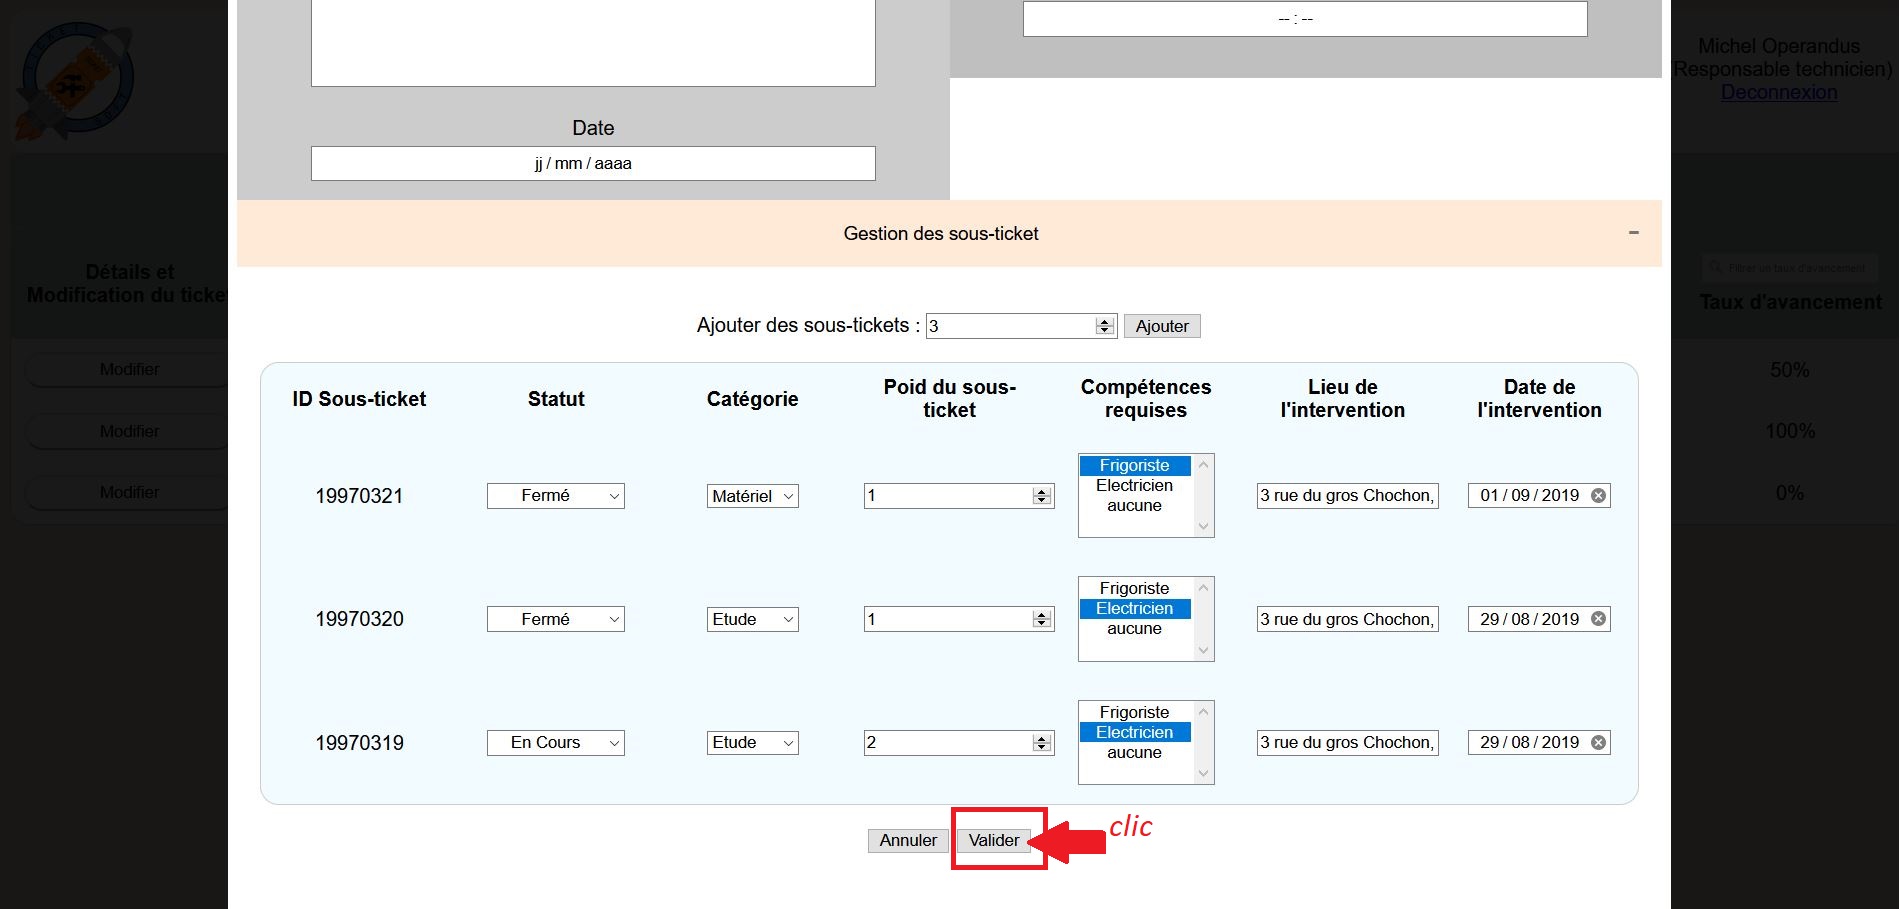 -- : --
Michel Operandus
(Responsable technicien)
Deconnexion
TICKET
Date
jj / mm / aaaa
Gestion des sous-ticket
−
Détails et
Modification du ticket
Filtrer un taux d'avancement
Taux d'avancement
Ajouter des sous-tickets : 3 Ajouter
Modifier
50%
Modifier
100%
Modifier
0%
ID Sous-ticket Statut Catégorie Poid du sous-ticket Compétences requises Lieu de l'intervention Date de l'intervention
Frigoriste
19970321 Fermé Matériel 1 Electricien 3 rue du gros Chochon, 01 / 09 / 2019
aucune
Frigoriste
19970320 Fermé Etude 1 Electricien 3 rue du gros Chochon, 29 / 08 / 2019
aucune
Frigoriste
19970319 En Cours Etude 2 Electricien 3 rue du gros Chochon, 29 / 08 / 2019
aucune
Annuler Valider clic